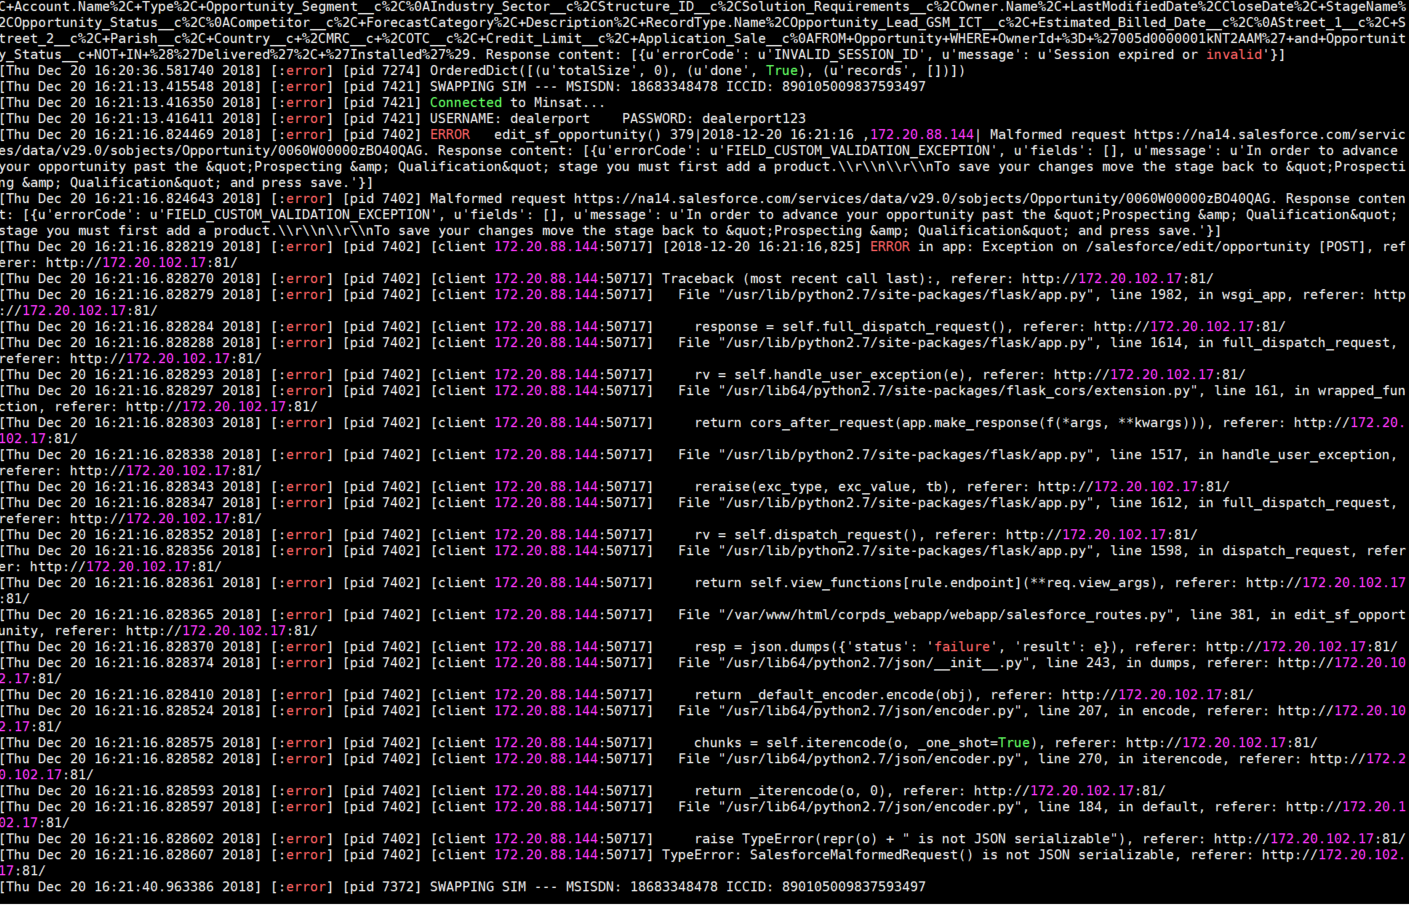 C+Account.Name%2C+Type%2C+Opportunity_Segment__c%2C%0AIndustry_Sector__c%2CStructure_ID__c%2CSolution_Requirements__c%2COwner.Name%2C+LastModifiedDate%2CCloseDate%2C+StageName%
2COpportunity_Status__c%2C%0ACompetitor__c%2C+ForecastCategory%2C+Description%2C+RecordType.Name%2COpportunity_Lead_GSM_ICT__c%2C+Estimated_Billed_Date__c%2C%0AStreet_1__c%2C+S
treet_2__c%2C+Parish__c%2C+Country__c+%2CMRC__c+%2COTC__c+Credit_Limit__c%2C+Application_Sale__c%0AFROM+Opportunity+WHERE+OwnerId+%3D+%27005d0000001kNT2AAM%27+and+Opportunit
y_Status__c+NOT+IN+%28%27Delivered%27%2C+%27Installed%27%29. Response content: [{u'errorCode': u'INVALID_SESSION_ID', u'message': u'Session expired or invalid'}]
[Thu Dec 20 16:20:36.581740 2018] [:error] [pid 7274] OrderedDict([(u'totalSize', 0), (u'done', True), (u'records', [])])
[Thu Dec 20 16:21:13.415548 2018] [:error] [pid 7421] SWAPPING SIM --- MSISDN: 18683348478 ICCID: 890105009837593497
[Thu Dec 20 16:21:13.416350 2018] [:error] [pid 7421] Connected to Minsat...
[Thu Dec 20 16:21:13.416411 2018] [:error] [pid 7421] USERNAME: dealerport    PASSWORD: dealerport123
[Thu Dec 20 16:21:16.824469 2018] [:error] [pid 7402] ERROR   edit_sf_opportunity() 379|2018-12-20 16:21:16 ,172.20.88.144| Malformed request https://na14.salesforce.com/servic
es/data/v29.0/sobjects/Opportunity/0060W00000zBO40QAG. Response content: [{u'errorCode': u'FIELD_CUSTOM_VALIDATION_EXCEPTION', u'fields': [], u'message': u'In order to advance
your opportunity past the &quot;Prospecting &amp; Qualification&quot; stage you must first add a product.\\r\\n\\r\\nTo save your changes move the stage back to &quot;Prospecti
ng &amp; Qualification&quot; and press save.'}]
[Thu Dec 20 16:21:16.824643 2018] [:error] [pid 7402] Malformed request https://na14.salesforce.com/services/data/v29.0/sobjects/Opportunity/0060W00000zBO40QAG. Response conten
t: [{u'errorCode': u'FIELD_CUSTOM_VALIDATION_EXCEPTION', u'fields': [], u'message': u'In order to advance your opportunity past the &quot;Prospecting &amp; Qualification&quot;
stage you must first add a product.\\r\\n\\r\\nTo save your changes move the stage back to &quot;Prospecting &amp; Qualification&quot; and press save.'}]
[Thu Dec 20 16:21:16.828219 2018] [:error] [pid 7402] [client 172.20.88.144:50717] [2018-12-20 16:21:16,825] ERROR in app: Exception on /salesforce/edit/opportunity [POST], ref
erer: http://172.20.102.17:81/
[Thu Dec 20 16:21:16.828270 2018] [:error] [pid 7402] [client 172.20.88.144:50717] Traceback (most recent call last):, referer: http://172.20.102.17:81/
[Thu Dec 20 16:21:16.828279 2018] [:error] [pid 7402] [client 172.20.88.144:50717]   File "/usr/lib/python2.7/site-packages/flask/app.py", line 1982, in wsgi_app, referer: http
://172.20.102.17:81/
[Thu Dec 20 16:21:16.828284 2018] [:error] [pid 7402] [client 172.20.88.144:50717]     response = self.full_dispatch_request(), referer: http://172.20.102.17:81/
[Thu Dec 20 16:21:16.828288 2018] [:error] [pid 7402] [client 172.20.88.144:50717]   File "/usr/lib/python2.7/site-packages/flask/app.py", line 1614, in full_dispatch_request,
referer: http://172.20.102.17:81/
[Thu Dec 20 16:21:16.828293 2018] [:error] [pid 7402] [client 172.20.88.144:50717]     rv = self.handle_user_exception(e), referer: http://172.20.102.17:81/
[Thu Dec 20 16:21:16.828297 2018] [:error] [pid 7402] [client 172.20.88.144:50717]   File "/usr/lib64/python2.7/site-packages/flask_cors/extension.py", line 161, in wrapped_fun
ction, referer: http://172.20.102.17:81/
[Thu Dec 20 16:21:16.828303 2018] [:error] [pid 7402] [client 172.20.88.144:50717]     return cors_after_request(app.make_response(f(*args, **kwargs))), referer: http://172.20.
102.17:81/
[Thu Dec 20 16:21:16.828338 2018] [:error] [pid 7402] [client 172.20.88.144:50717]   File "/usr/lib/python2.7/site-packages/flask/app.py", line 1517, in handle_user_exception,
referer: http://172.20.102.17:81/
[Thu Dec 20 16:21:16.828343 2018] [:error] [pid 7402] [client 172.20.88.144:50717]     reraise(exc_type, exc_value, tb), referer: http://172.20.102.17:81/
[Thu Dec 20 16:21:16.828347 2018] [:error] [pid 7402] [client 172.20.88.144:50717]   File "/usr/lib/python2.7/site-packages/flask/app.py", line 1612, in full_dispatch_request,
referer: http://172.20.102.17:81/
[Thu Dec 20 16:21:16.828352 2018] [:error] [pid 7402] [client 172.20.88.144:50717]     rv = self.dispatch_request(), referer: http://172.20.102.17:81/
[Thu Dec 20 16:21:16.828356 2018] [:error] [pid 7402] [client 172.20.88.144:50717]   File "/usr/lib/python2.7/site-packages/flask/app.py", line 1598, in dispatch_request, refer
er: http://172.20.102.17:81/
[Thu Dec 20 16:21:16.828361 2018] [:error] [pid 7402] [client 172.20.88.144:50717]     return self.view_functions[rule.endpoint](**req.view_args), referer: http://172.20.102.17
:81/
[Thu Dec 20 16:21:16.828365 2018] [:error] [pid 7402] [client 172.20.88.144:50717]   File "/var/www/html/corpds_webapp/webapp/salesforce_routes.py", line 381, in edit_sf_opport
unity, referer: http://172.20.102.17:81/
[Thu Dec 20 16:21:16.828370 2018] [:error] [pid 7402] [client 172.20.88.144:50717]     resp = json.dumps({'status': 'failure', 'result': e}), referer: http://172.20.102.17:81/
[Thu Dec 20 16:21:16.828374 2018] [:error] [pid 7402] [client 172.20.88.144:50717]   File "/usr/lib64/python2.7/json/__init__.py", line 243, in dumps, referer: http://172.20.10
2.17:81/
[Thu Dec 20 16:21:16.828410 2018] [:error] [pid 7402] [client 172.20.88.144:50717]     return _default_encoder.encode(obj), referer: http://172.20.102.17:81/
[Thu Dec 20 16:21:16.828524 2018] [:error] [pid 7402] [client 172.20.88.144:50717]   File "/usr/lib64/python2.7/json/encoder.py", line 207, in encode, referer: http://172.20.10
2.17:81/
[Thu Dec 20 16:21:16.828575 2018] [:error] [pid 7402] [client 172.20.88.144:50717]     chunks = self.iterencode(o, _one_shot=True), referer: http://172.20.102.17:81/
[Thu Dec 20 16:21:16.828582 2018] [:error] [pid 7402] [client 172.20.88.144:50717]   File "/usr/lib64/python2.7/json/encoder.py", line 270, in iterencode, referer: http://172.2
0.102.17:81/
[Thu Dec 20 16:21:16.828593 2018] [:error] [pid 7402] [client 172.20.88.144:50717]     return _iterencode(o, 0), referer: http://172.20.102.17:81/
[Thu Dec 20 16:21:16.828597 2018] [:error] [pid 7402] [client 172.20.88.144:50717]   File "/usr/lib64/python2.7/json/encoder.py", line 184, in default, referer: http://172.20.1
02.17:81/
[Thu Dec 20 16:21:16.828602 2018] [:error] [pid 7402] [client 172.20.88.144:50717]     raise TypeError(repr(o) + " is not JSON serializable"), referer: http://172.20.102.17:81/
[Thu Dec 20 16:21:16.828607 2018] [:error] [pid 7402] [client 172.20.88.144:50717] TypeError: SalesforceMalformedRequest() is not JSON serializable, referer: http://172.20.102.
17:81/
[Thu Dec 20 16:21:40.963386 2018] [:error] [pid 7372] SWAPPING SIM --- MSISDN: 18683348478 ICCID: 890105009837593497